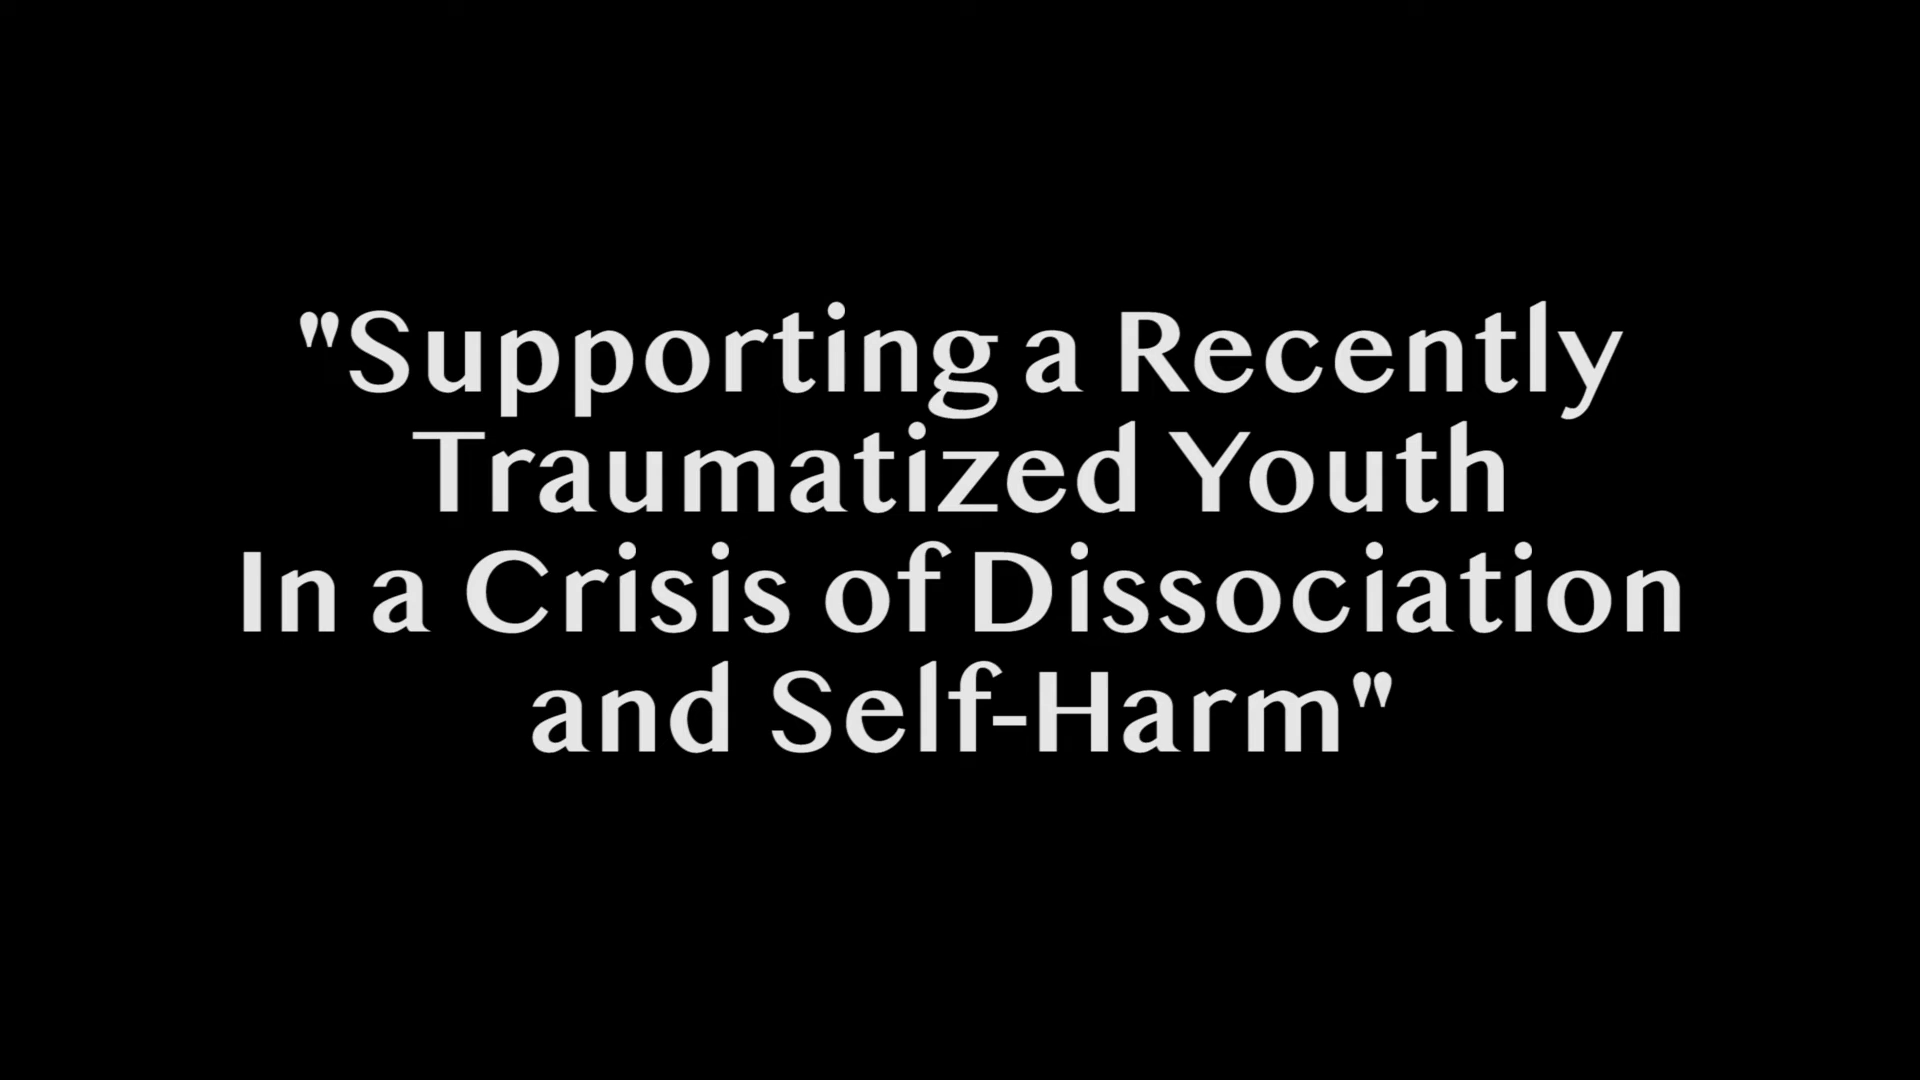 "Supporting a Recently
Traumatized Youth
In a Crisis of Dissociation
and Self-Harm"